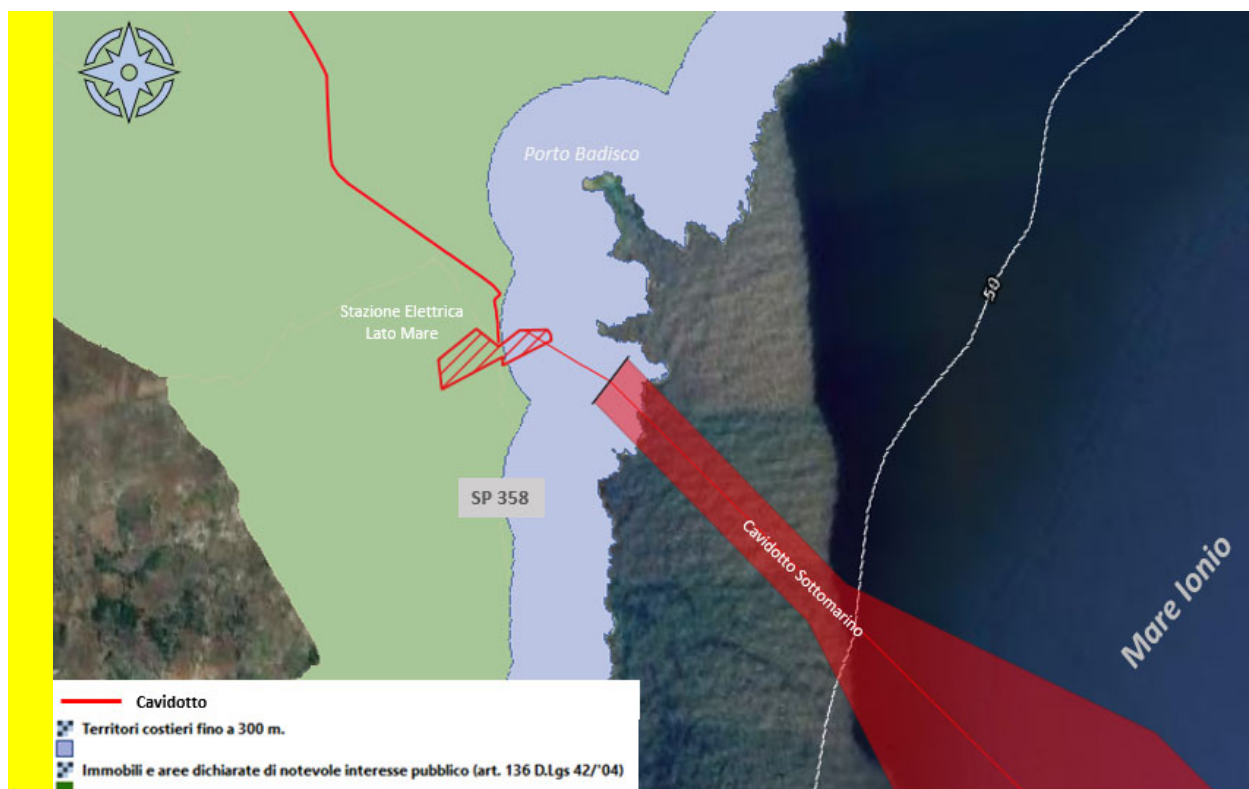 Porto Badisco
Stazione Elettrica
Lato Mare
50
SP 358
Cavidotto Sottomarino
Mare Ionio
Cavidotto
Territori costieri fino a 300 m.
Immobili e aree dichiarate di notevole interesse pubblico (art. 136 D.Lgs 42/'04)